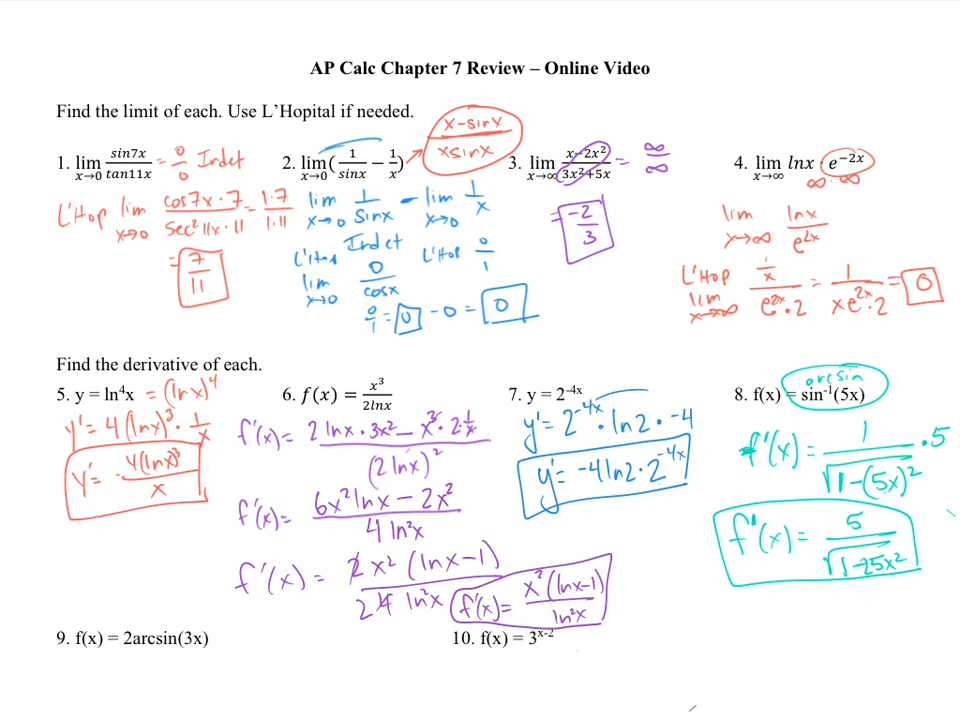 AP Calc Chapter 7 Review – Online Video
Find the limit of each. Use L'Hopital if needed.
1. lim x→0 sin7x/tan11x = 0/0 Indet
L'Hop lim x→0 cos7x·7/sec²11x·11 = 1·7/1·11
= 7/11
2. lim x→0 (1/sinx − 1/x) → x-sinx/xsinx
lim x→0 1/sinx − lim x→0 1/x
Indet
L'Hop lim x→0 0/cosx L'Hop 0/1
0/1 = 0 − 0 = 0
3. lim x→∞ x−2x²/3x²+5x = ∞/∞
= -2/3
4. lim x→∞ lnx · e^-2x
∞ · ∞
lim x→∞ lnx/e^2x
L'Hop lim x→∞ 1/x/e^2x·2 = 1/xe^2x·2 = 0
Find the derivative of each.
5. y = ln⁴x = (lnx)⁴
y' = 4(lnx)³ · 1/x
y' = 4(lnx)³/x
6. f(x) = x³/2lnx
f'(x) = 2lnx · 3x² − x³ · 2·1/x / (2lnx)²
f'(x) = 6x²lnx − 2x²/4ln²x
f'(x) = 2x²(lnx−1)/4 2 ln²x f'(x) = x²(lnx−1)/ln²x
7. y = 2^-4x
y' = 2^-4x · ln2 · -4
y' = -4ln2 · 2^-4x
8. f(x) = sin⁻¹(5x)
arcsin
f'(x) = 1/√1−(5x)² · 5
f'(x) = 5/√1−25x²
9. f(x) = 2arcsin(3x)
10. f(x) = 3^x-2